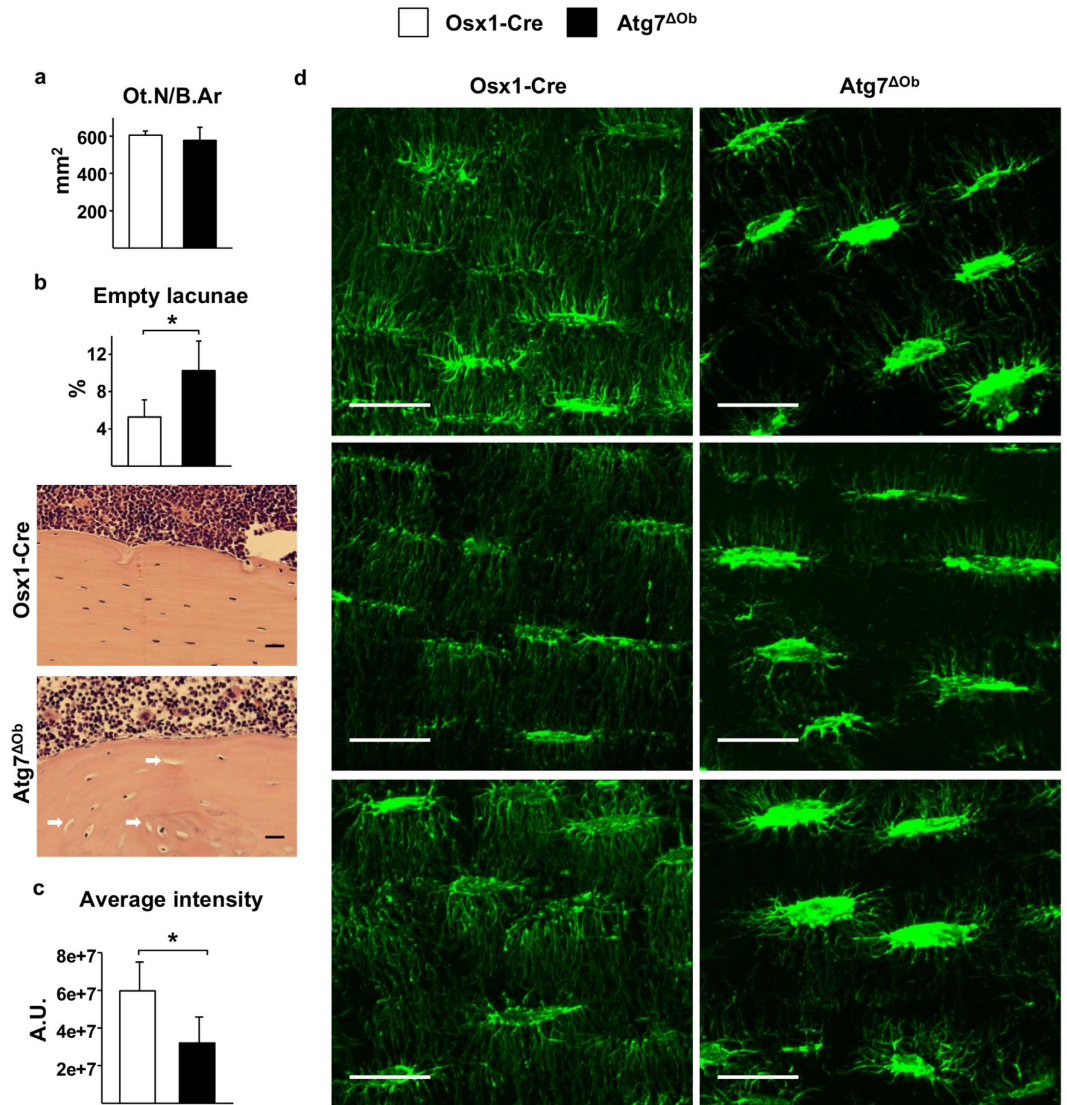 Osx1-Cre Atg7ΔOb
a
Ot.N/B.Ar
mm2
600
400
200
b
Empty lacunae
*
%
12
8
4
Osx1-Cre
Atg7ΔOb
c
Average intensity
*
A.U.
8e+7
6e+7
4e+7
2e+7
d
Osx1-Cre
Atg7ΔOb